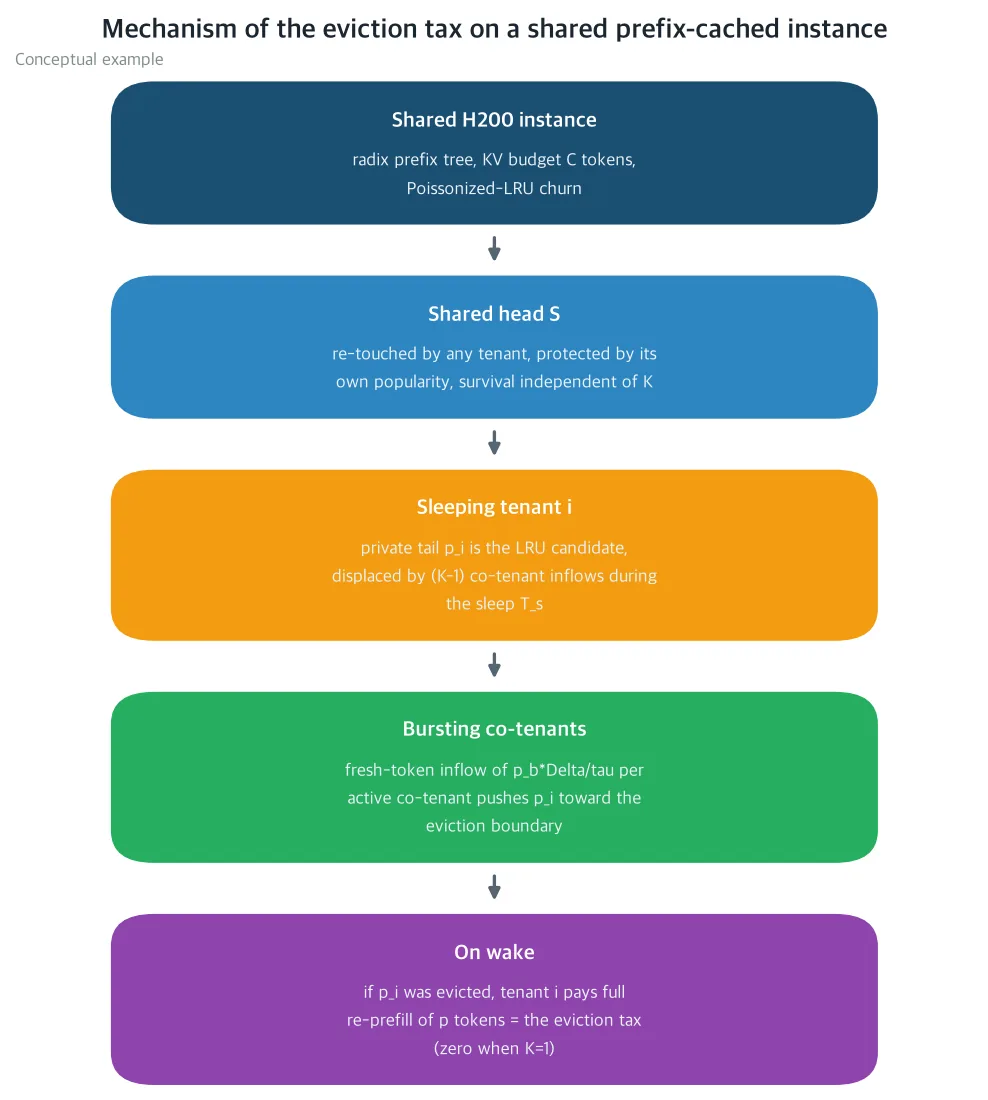 Mechanism of the eviction tax on a shared prefix-cached instance
Conceptual example
Shared H200 instance
radix prefix tree, KV budget C tokens,
Poissonized-LRU churn
Shared head S
re-touched by any tenant, protected by its
own popularity, survival independent of K
Sleeping tenant i
private tail p_i is the LRU candidate,
displaced by (K-1) co-tenant inflows during
the sleep T_s
Bursting co-tenants
fresh-token inflow of p_b*Delta/tau per
active co-tenant pushes p_i toward the
eviction boundary
On wake
if p_i was evicted, tenant i pays full
re-prefill of p tokens = the eviction tax
(zero when K=1)